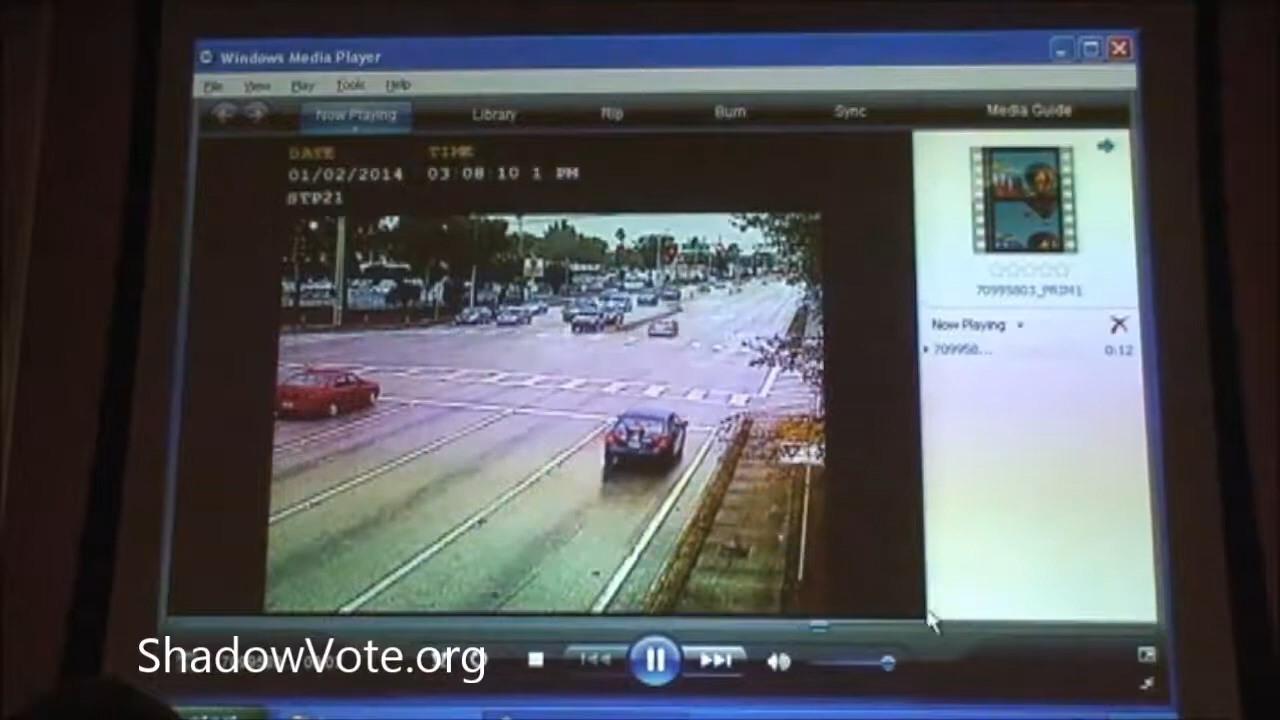 Windows Media Player
File View Play Tools Help
Now Playing Library Rip Burn Sync Media Guide
DATE TIME
01/02/2014 03:08:10 1 PM
STP21
70995803_PRIM1
Now Playing
709958... 0:12
ShadowVote.org